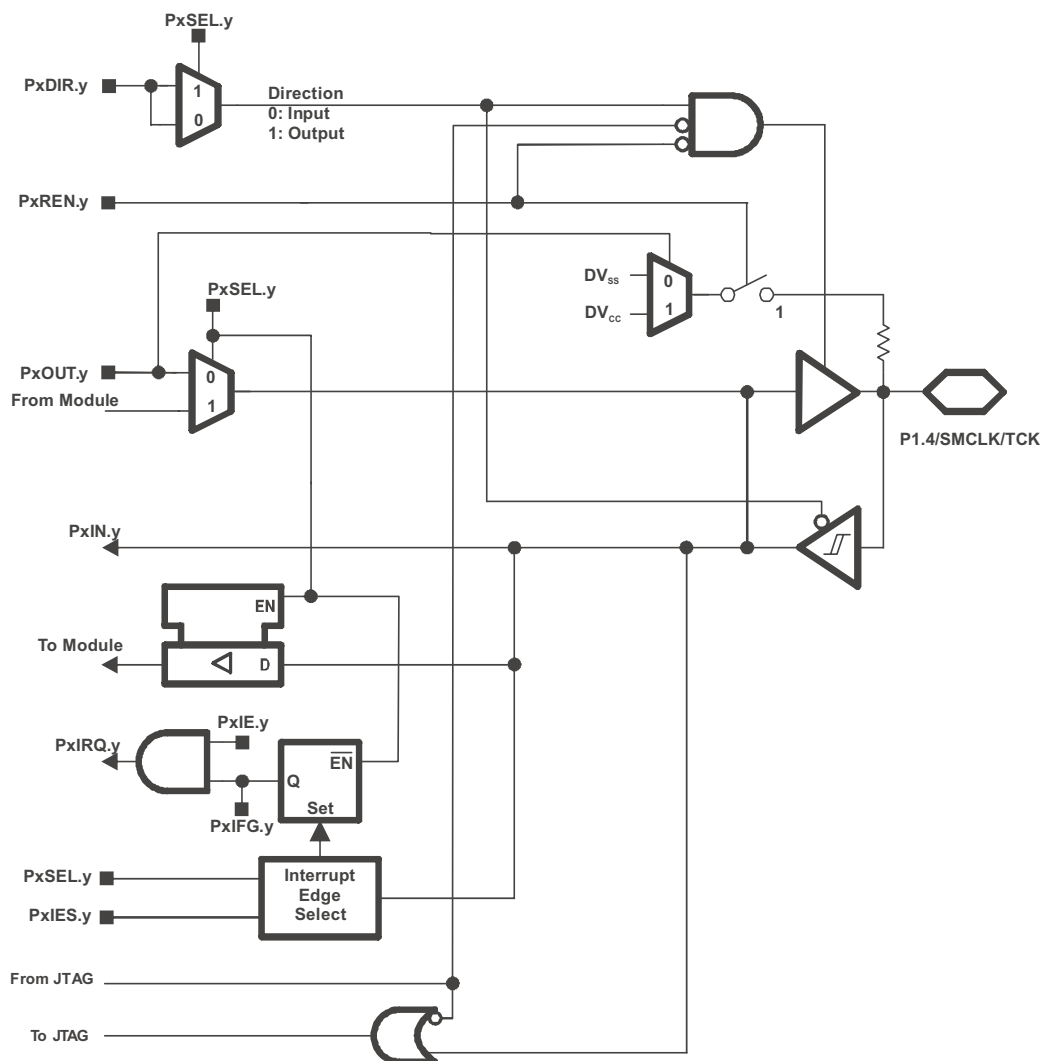 PxSEL.y
PxDIR.y
1
0
Direction
0: Input
1: Output
PxREN.y
DVSS
0
DVCC
1
1
PxSEL.y
PxOUT.y
0
From Module
1
P1.4/SMCLK/TCK
PxIN.y
EN
To Module
D
PxIE.y
PxIRQ.y
EN
Q
Set
PxIFG.y
PxSEL.y
Interrupt
Edge
Select
PxIES.y
From JTAG
To JTAG